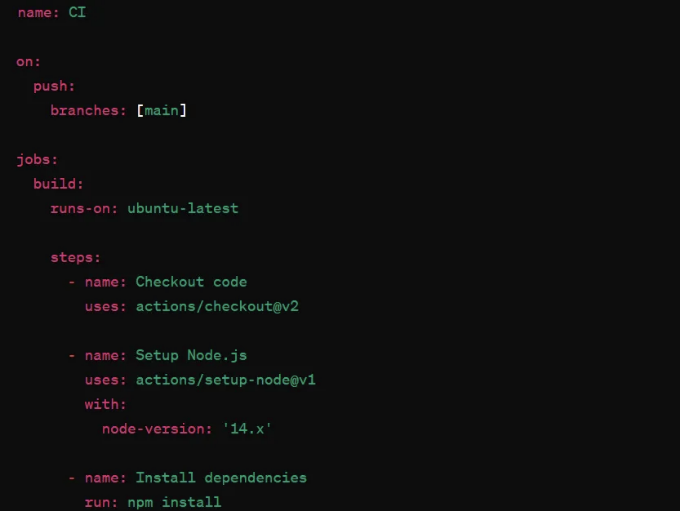 name: CI
on:
push:
branches: [main]
jobs:
build:
runs-on: ubuntu-latest
steps:
- name: Checkout code
uses: actions/checkout@v2
- name: Setup Node.js
uses: actions/setup-node@v1
with:
node-version: '14.x'
- name: Install dependencies
run: npm install